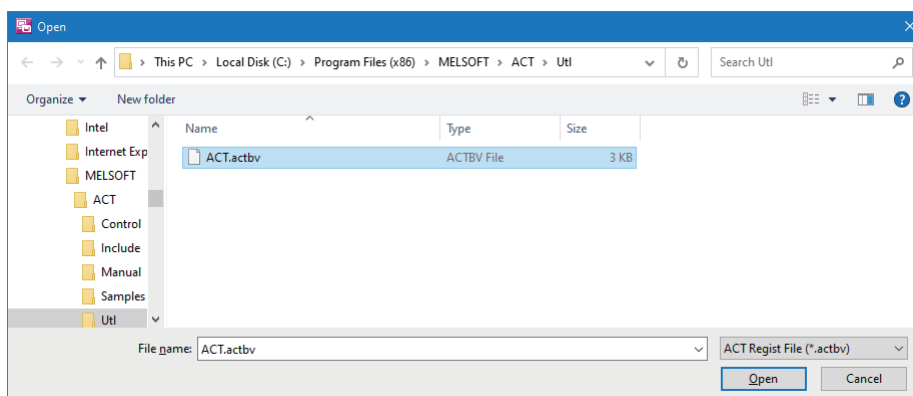 Open
This PC › Local Disk (C:) › Program Files (x86) › MELSOFT › ACT › Utl
Search Utl
Organize
New folder
Intel
Internet Exp
MELSOFT
ACT
Control
Include
Manual
Samples
Utl
Name
Type
Size
ACT.actbv
ACTBV File
3 KB
File name:
ACT.actbv
ACT Regist File (*.actbv)
Open
Cancel